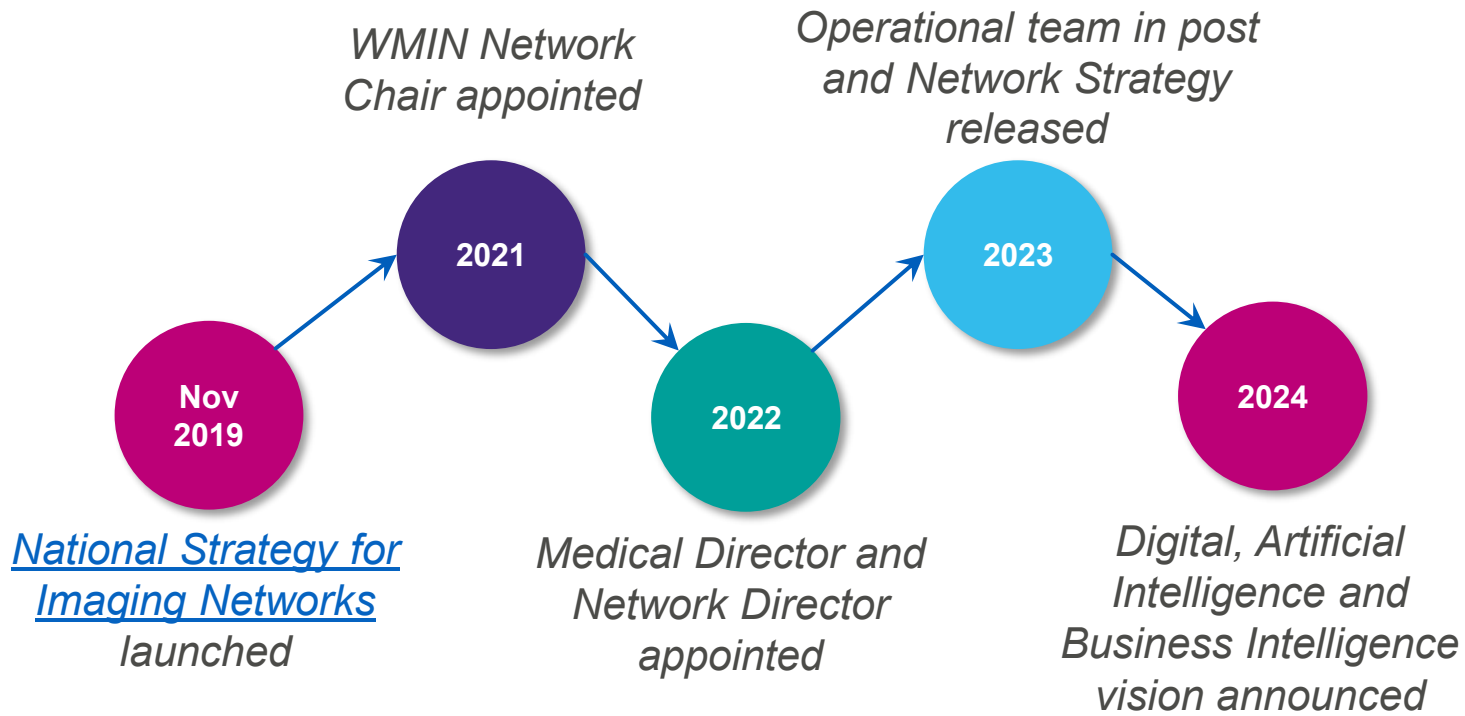 WMIN Network
Chair appointed
Operational team in post
and Network Strategy
released
2021
2023
Nov
2019
2022
2024
National Strategy for
Imaging Networks
launched
Medical Director and
Network Director
appointed
Digital, Artificial
Intelligence and
Business Intelligence
vision announced